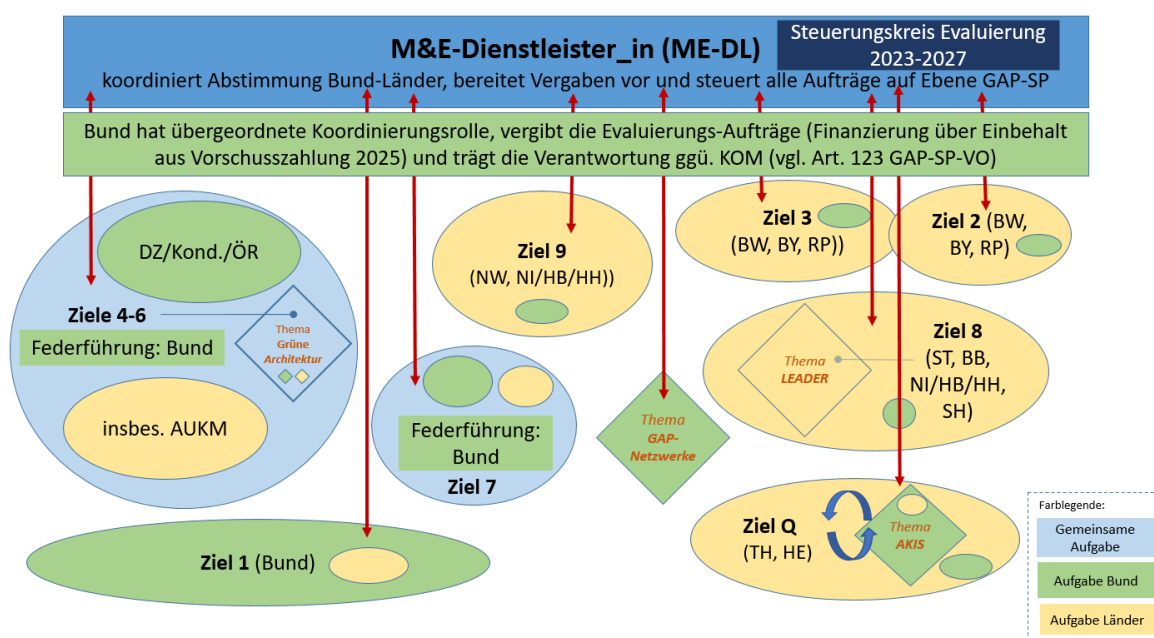 M&E-Dienstleister_in (ME-DL)
Steuerungskreis Evaluierung
2023-2027
koordiniert Abstimmung Bund-Länder, bereitet Vergaben vor und steuert alle Aufträge auf Ebene GAP-SP
Bund hat übergeordnete Koordinierungsrolle, vergibt die Evaluierungs-Aufträge (Finanzierung über Einbehalt
aus Vorschusszahlung 2025) und trägt die Verantwortung ggü. KOM (vgl. Art. 123 GAP-SP-VO)
DZ/Kond./ÖR
Ziele 4-6
Federführung: Bund
Thema
Grüne
Architektur
insbes. AUKM
Ziel 9
(NW, NI/HB/HH))
Ziel 3
(BW, BY, RP))
Ziel 2 (BW,
BY, RP)
Federführung:
Bund
Ziel 7
Thema
GAP-
Netzwerke
Thema
LEADER
Ziel 8
(ST, BB,
NI/HB/HH,
SH)
Ziel 1 (Bund)
Ziel Q
(TH, HE)
Thema
AKIS
Farblegende:
Gemeinsame
Aufgabe
Aufgabe Bund
Aufgabe Länder